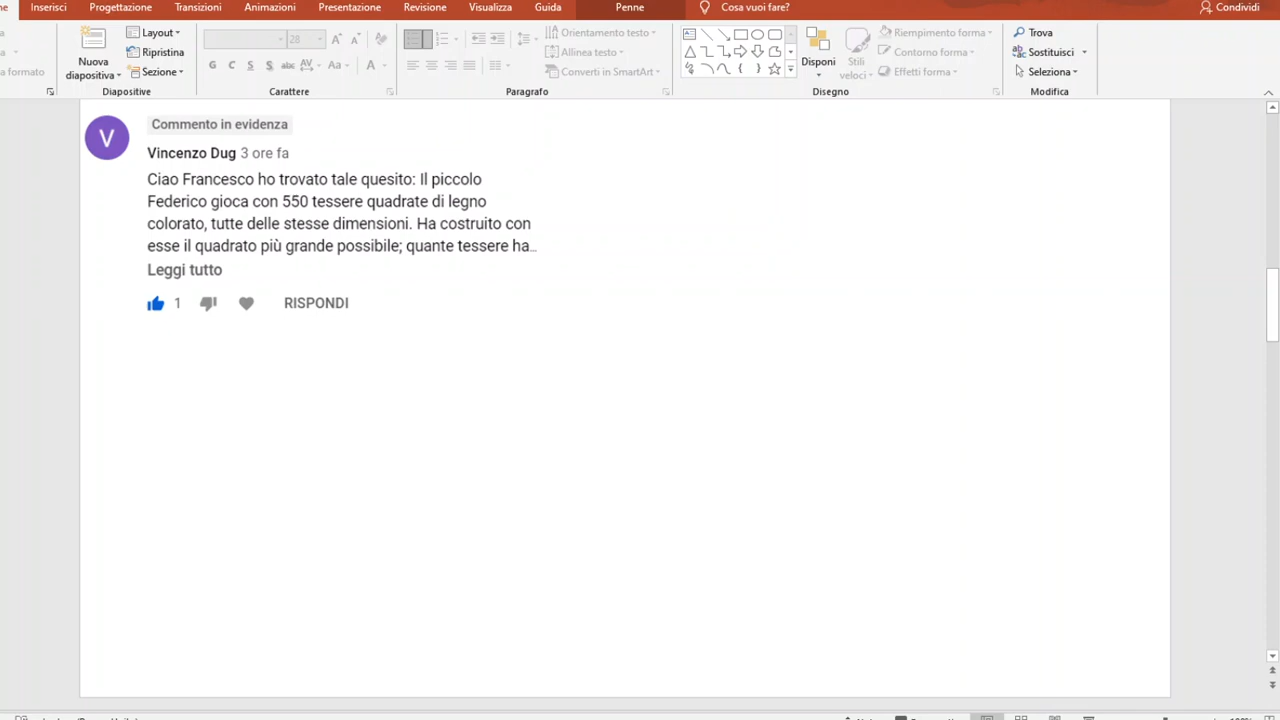 Inserisci Progettazione Transizioni Animazioni Presentazione Revisione Visualizza Guida Penne Cosa vuoi fare? Condividi
Layout
Ripristina
Sezione
Nuova
diapositiva
formato
28
Orientamento testo
Allinea testo
Converti in SmartArt
Disponi
Stili
veloci
Riempimento forma
Contorno forma
Effetti forma
Trova
Sostituisci
Seleziona
Diapositive Carattere Paragrafo Disegno Modifica
V
Commento in evidenza
Vincenzo Dug 3 ore fa
Ciao Francesco ho trovato tale quesito: Il piccolo
Federico gioca con 550 tessere quadrate di legno
colorato, tutte delle stesse dimensioni. Ha costruito con
esse il quadrato più grande possibile; quante tessere ha...
Leggi tutto
1 RISPONDI